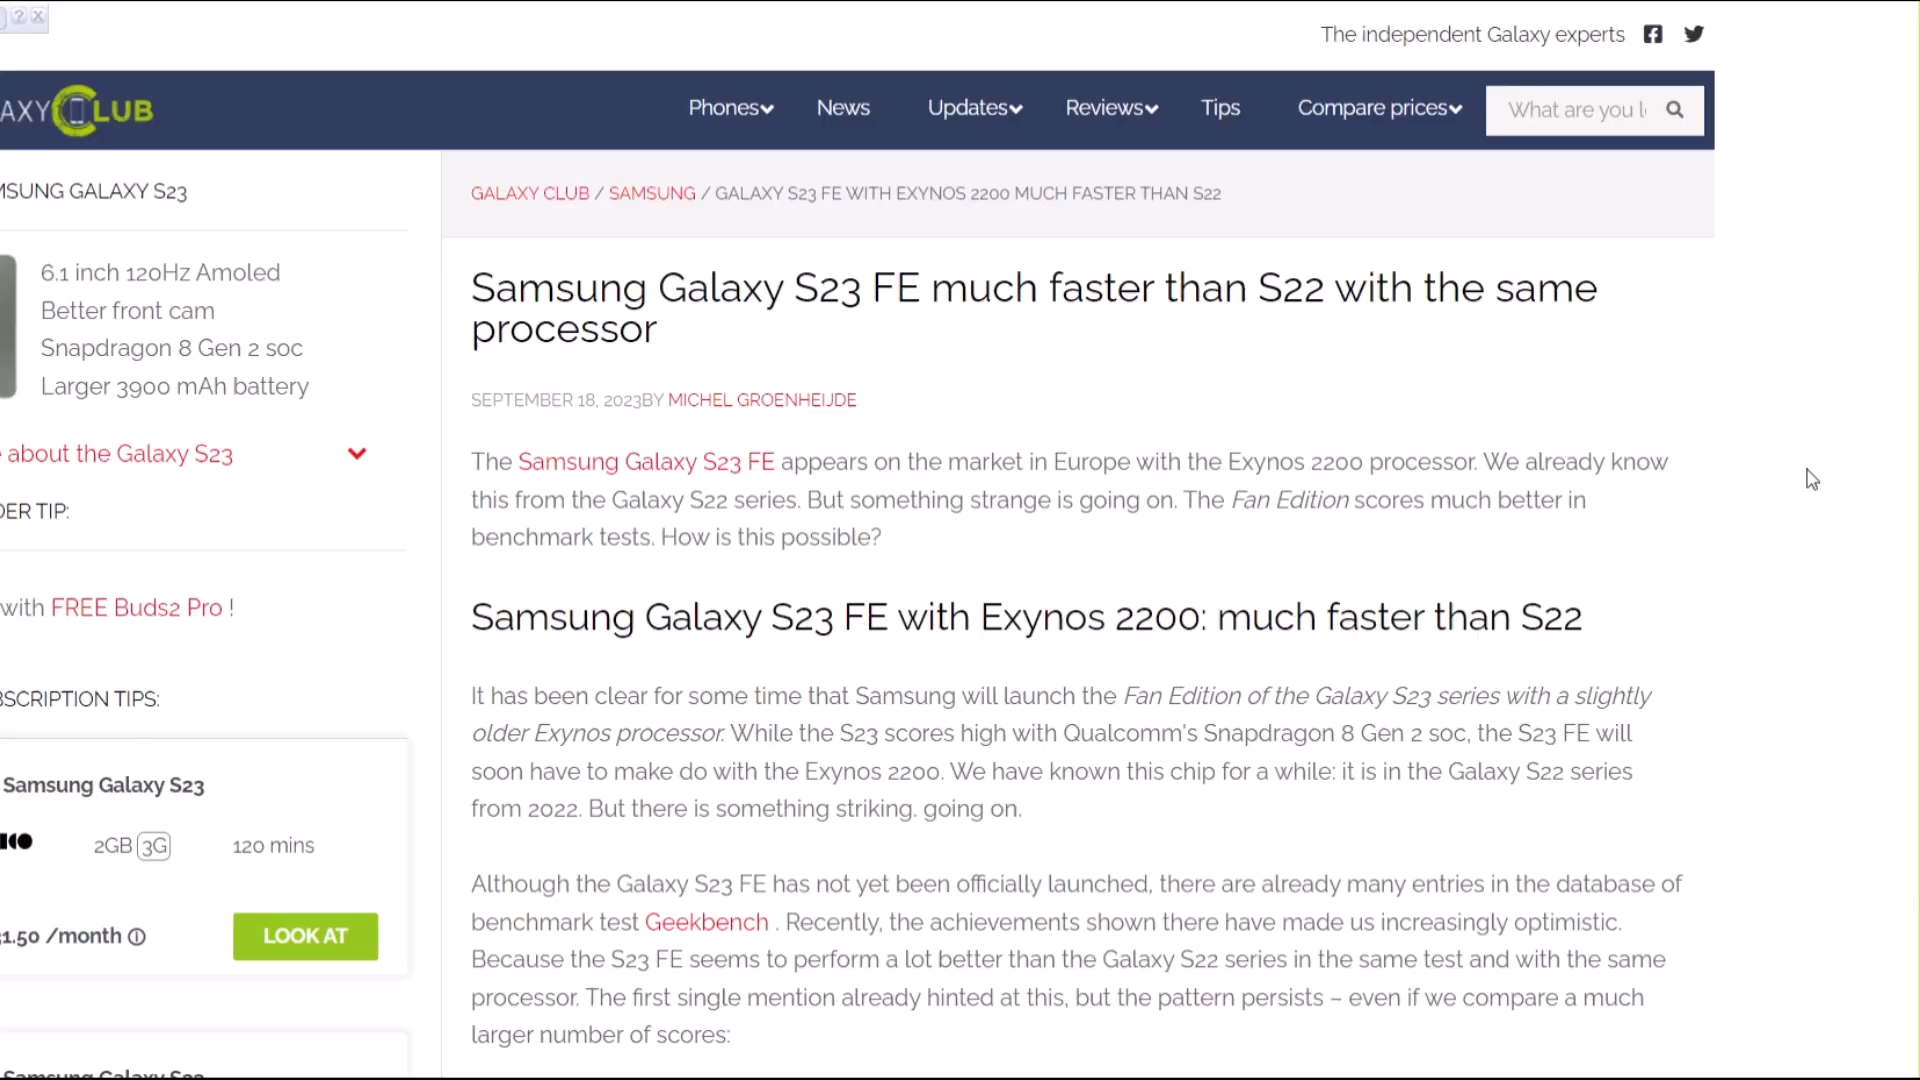 The independent Galaxy experts
AXY CLUB
Phones
News
Updates
Reviews
Tips
Compare prices
What are you l
SAMSUNG GALAXY S23
6.1 inch 120Hz Amoled
Better front cam
Snapdragon 8 Gen 2 soc
Larger 3900 mAh battery
about the Galaxy S23
DER TIP:
with FREE Buds2 Pro !
BSCRIPTION TIPS:
Samsung Galaxy S23
2GB 3G 120 mins
31.50 /month
LOOK AT
Samsung Galaxy S23
GALAXY CLUB / SAMSUNG / GALAXY S23 FE WITH EXYNOS 2200 MUCH FASTER THAN S22
Samsung Galaxy S23 FE much faster than S22 with the same
processor
SEPTEMBER 18, 2023BY MICHEL GROENHEIJDE
The Samsung Galaxy S23 FE appears on the market in Europe with the Exynos 2200 processor. We already know
this from the Galaxy S22 series. But something strange is going on. The Fan Edition scores much better in
benchmark tests. How is this possible?
Samsung Galaxy S23 FE with Exynos 2200: much faster than S22
It has been clear for some time that Samsung will launch the Fan Edition of the Galaxy S23 series with a slightly
older Exynos processor. While the S23 scores high with Qualcomm's Snapdragon 8 Gen 2 soc, the S23 FE will
soon have to make do with the Exynos 2200. We have known this chip for a while: it is in the Galaxy S22 series
from 2022. But there is something striking. going on.
Although the Galaxy S23 FE has not yet been officially launched, there are already many entries in the database of
benchmark test Geekbench . Recently, the achievements shown there have made us increasingly optimistic.
Because the S23 FE seems to perform a lot better than the Galaxy S22 series in the same test and with the same
processor. The first single mention already hinted at this, but the pattern persists – even if we compare a much
larger number of scores: